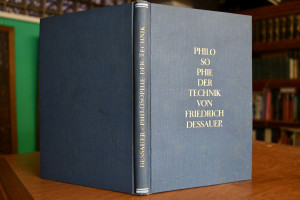 PHILO
SO
PHIE
DER
TECHNIK
VON
FRIEDRICH
DESSAUER
DESSAUER · PHILOSOPHIE DER TECHNIK